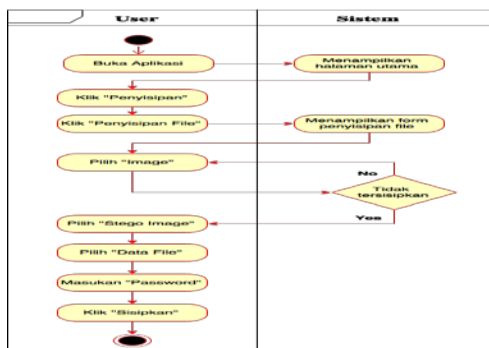 User
Sistem
Buka Aplikasi
Menampilkan
halaman utama
Klik "Penyisipan"
Klik "Penyisipan File"
Menampilkan form
penyisipan file
Pilih "Image"
No
Tidak
tersisipkan
Yes
Pilih "Stego Image"
Pilih "Data File"
Masukan "Password"
Klik "Sisipkan"